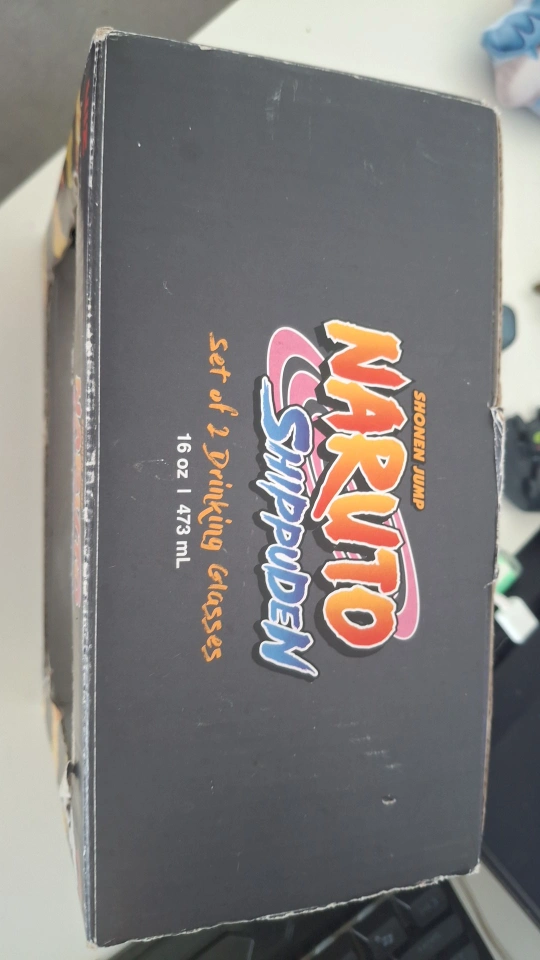 SHONEN JUMP
NARUTO
SHIPPUDEN
Set of 2 Drinking Glasses
16 oz | 473 mL